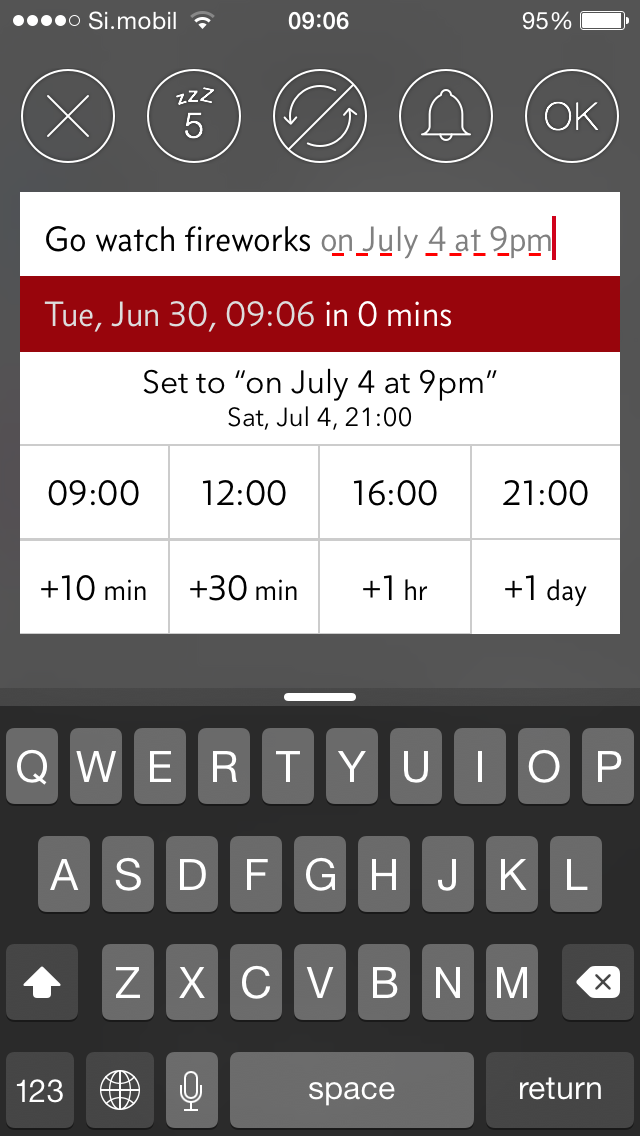 Si.mobil 09:06 95%
zzZ
5
OK
Go watch fireworks on July 4 at 9pm
Tue, Jun 30, 09:06 in 0 mins
Set to “on July 4 at 9pm”
Sat, Jul 4, 21:00
09:00 12:00 16:00 21:00
+10 min +30 min +1 hr +1 day
Q W E R T Y U I O P
A S D F G H J K L
Z X C V B N M
123 space return